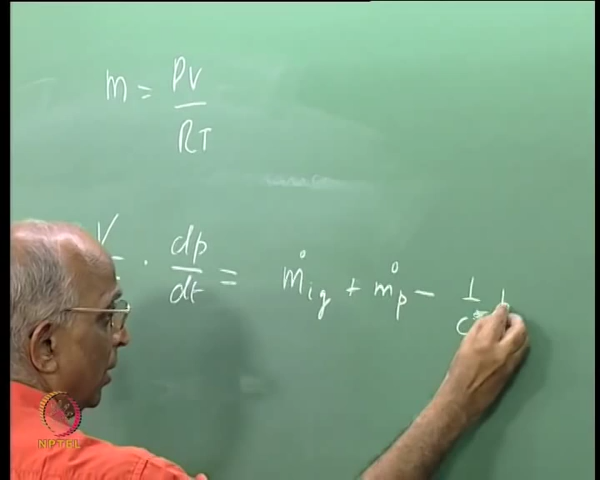 m = PV
RT
V · dp = ṁig + ṁp - 1
dt C*
NPTEL